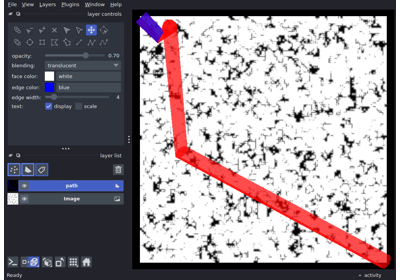 File View Layers Plugins Window Help
layer controls
opacity: 0.70
blending: translucent
face color: white
edge color: blue
edge width: 4
text: display scale
layer list
path
Image
Ready activity